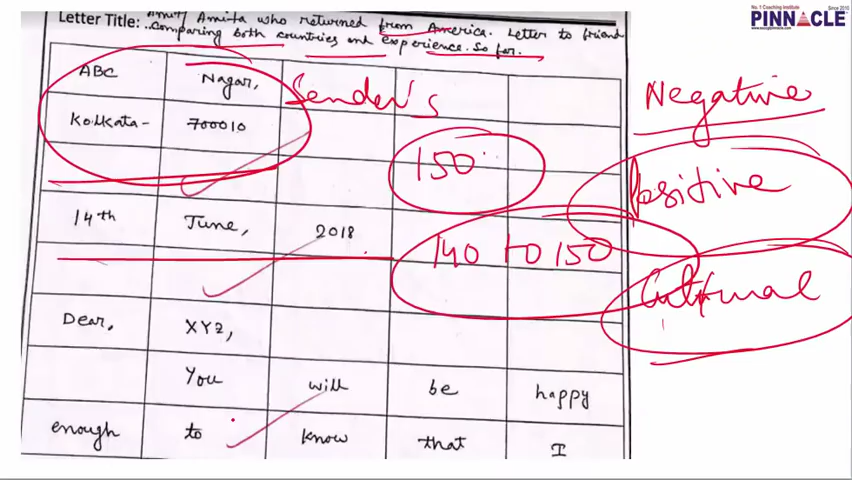 No. 1 Coaching Institute
Since 2015
PINNACLE
Letter Title: Amit/ Amita who returned from America. Letter to friend
comparing both countries and experience. So far.
ABC Nagar, Sender's
Negative
Kolkata- 700010
150
Positive
14th June, 2018
140 to 150
Dear, XYZ,
You will be happy
enough to know that I